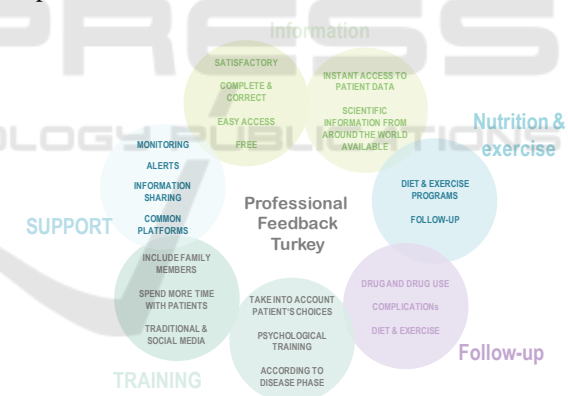 Information
SATISFACTORY
COMPLETE &
CORRECT
EASY ACCESS
FREE
INSTANT ACCESS TO
PATIENT DATA
SCIENTIFIC
INFORMATION FROM
AROUND THE WORLD
AVAILABLE
Nutrition &
exercise
DIET & EXERCISE
PROGRAMS
FOLLOW-UP
MONITORING
ALERTS
INFORMATION
SHARING
COMMON
PLATFORMS
SUPPORT
Professional
Feedback
Turkey
INCLUDE FAMILY
MEMBERS
SPEND MORE TIME
WITH PATIENTS
TRADITIONAL &
SOCIAL MEDIA
TRAINING
TAKE INTO ACCOUNT
PATIENT'S CHOICES
PSYCHOLOGICAL
TRAINING
ACCORDING TO
DISEASE PHASE
DRUG AND DRUG USE
COMPLICATIONs
DIET & EXERCISE
Follow-up
PRESS
LOGY PUBLICATIONS